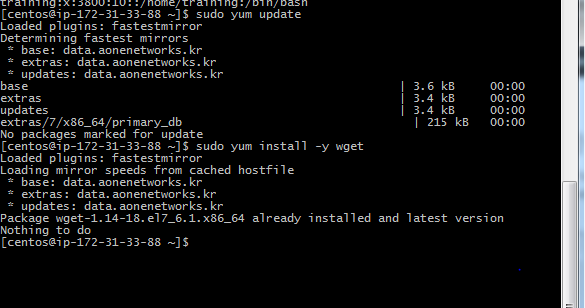 training:x:3800:10::/home/training:/bin/bash
[centos@ip-172-31-33-88 ~]$ sudo yum update
Loaded plugins: fastestmirror
Determining fastest mirrors
 * base: data.aonenetworks.kr
 * extras: data.aonenetworks.kr
 * updates: data.aonenetworks.kr
base | 3.6 kB 00:00
extras | 3.4 kB 00:00
updates | 3.4 kB 00:00
extras/7/x86_64/primary_db | 215 kB 00:00
No packages marked for update
[centos@ip-172-31-33-88 ~]$ sudo yum install -y wget
Loaded plugins: fastestmirror
Loading mirror speeds from cached hostfile
 * base: data.aonenetworks.kr
 * extras: data.aonenetworks.kr
 * updates: data.aonenetworks.kr
Package wget-1.14-18.el7_6.1.x86_64 already installed and latest version
Nothing to do
[centos@ip-172-31-33-88 ~]$